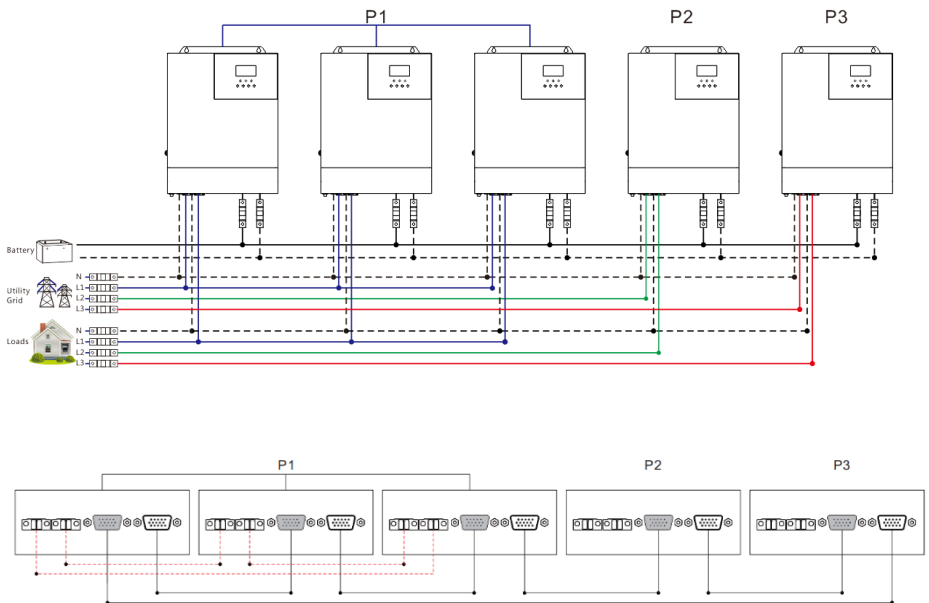 P1 P2 P3
Battery
N
L1
Utility
Grid
L2
L3
N
Loads
L1
L2
L3
P1 P2 P3